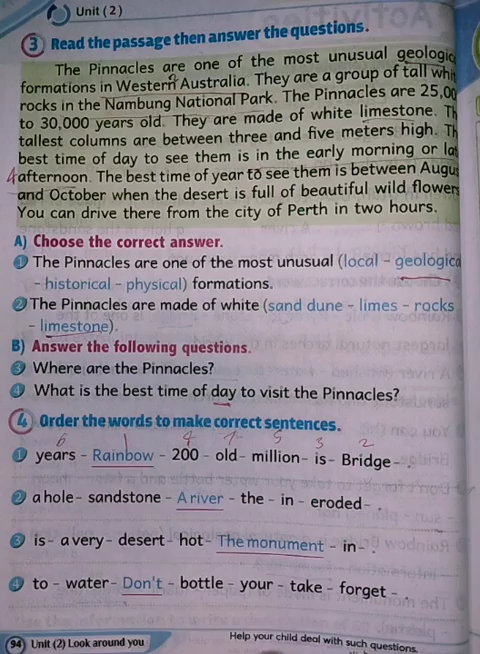 Unit (2)
3 Read the passage then answer the questions.
The Pinnacles are one of the most unusual geologic
formations in Western Australia. They are a group of tall whi
rocks in the Nambung National Park. The Pinnacles are 25,00
to 30,000 years old. They are made of white limestone. Th
tallest columns are between three and five meters high. Th
best time of day to see them is in the early morning or lat
afternoon. The best time of year to see them is between Augus
and October when the desert is full of beautiful wild flowers
You can drive there from the city of Perth in two hours.
A) Choose the correct answer.
1 The Pinnacles are one of the most unusual (local - geologica
- historical - physical) formations.
2 The Pinnacles are made of white (sand dune - limes - rocks
- limestone).
B) Answer the following questions.
3 Where are the Pinnacles?
4 What is the best time of day to visit the Pinnacles?
4 Order the words to make correct sentences.
6 1 4 7 5 3 2
1 years - Rainbow - 200 - old - million - is - Bridge - .
2 a hole - sandstone - A river - the - in - eroded - .
3 is - a very - desert - hot - The monument - in - .
4 to - water - Don't - bottle - your - take - forget - .
94 Unit (2) Look around you
Help your child deal with such questions.